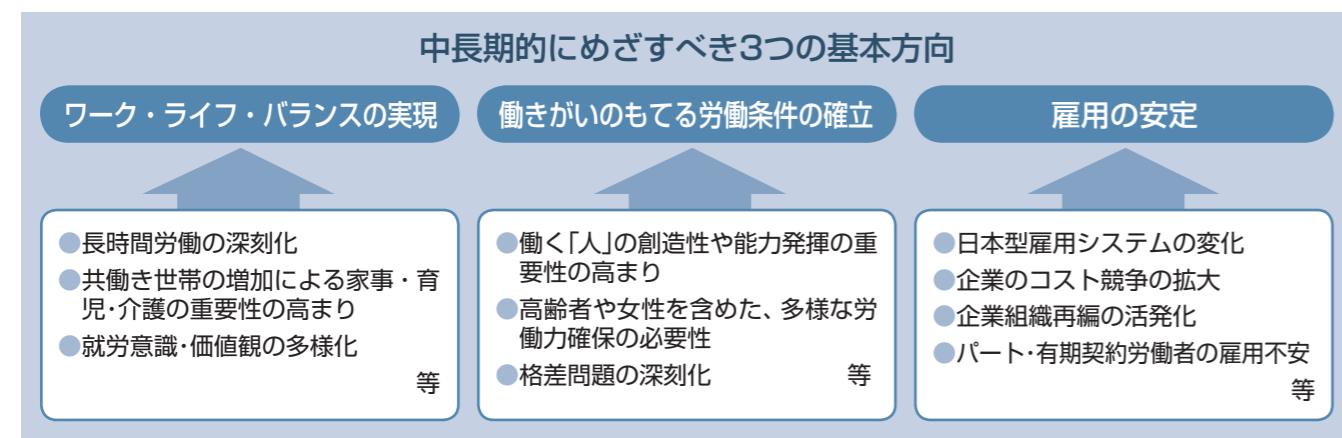 中長期的にめざすべき3つの基本方向
ワーク・ライフ・バランスの実現
●長時間労働の深刻化
●共働き世帯の増加による家事・育
児・介護の重要性の高まり
●就労意識・価値観の多様化
等
働きがいのもてる労働条件の確立
●働く「人」の創造性や能力発揮の重
要性の高まり
●高齢者や女性を含めた、多様な労
働力確保の必要性
●格差問題の深刻化 等
雇用の安定
●日本型雇用システムの変化
●企業のコスト競争の拡大
●企業組織再編の活発化
●パート・有期契約労働者の雇用不安
等